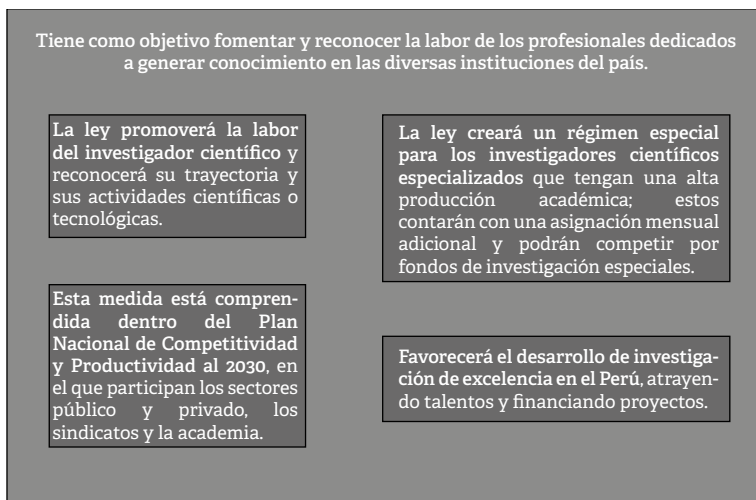 Tiene como objetivo fomentar y reconocer la labor de los profesionales dedicados
a generar conocimiento en las diversas instituciones del país.
La ley promoverá la labor
del investigador científico y
reconocerá su trayectoria y
sus actividades científicas o
tecnológicas.
La ley creará un régimen especial
para los investigadores científicos
especializados que tengan una alta
producción académica; estos
contarán con una asignación mensual
adicional y podrán competir por
fondos de investigación especiales.
Esta medida está compren-
dida dentro del Plan
Nacional de Competitividad
y Productividad al 2030, en
el que participan los sectores
público y privado, los
sindicatos y la academia.
Favorecerá el desarrollo de investiga-
ción de excelencia en el Perú, atrayen-
do talentos y financiando proyectos.